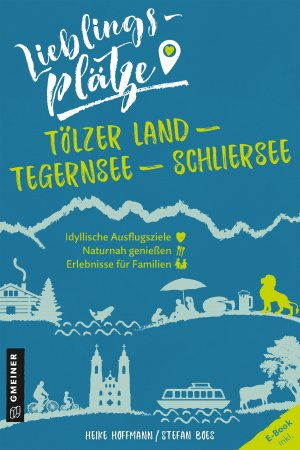 Lieblings-
plätze
TÖLZER LAND –
TEGERNSEE – SCHLIERSEE
Idyllische Ausflugsziele
Naturnah genießen
Erlebnisse für Familien
GMEINER
HEIKE HOFFMANN / STEFAN BOES
E-Book
inkl.